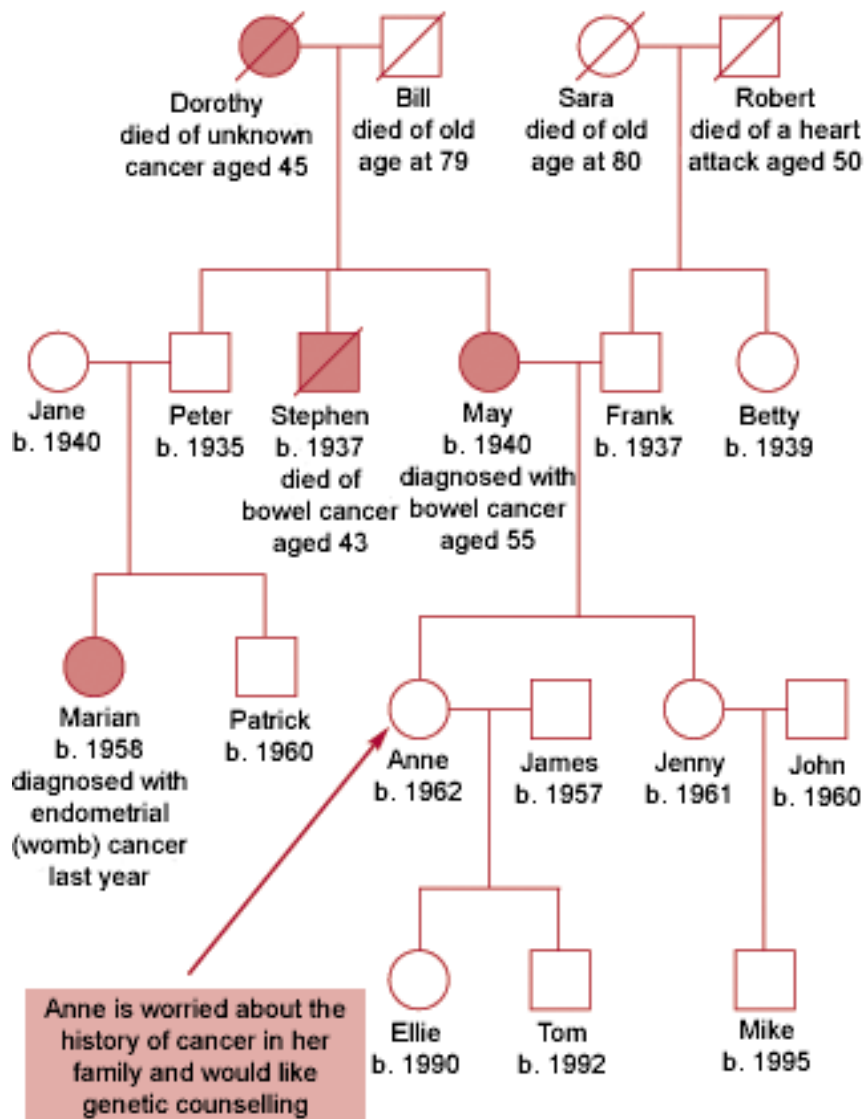 Dorothy
died of unknown
cancer aged 45
Bill
died of old
age at 79
Sara
died of old
age at 80
Robert
died of a heart
attack aged 50
Jane
b. 1940
Peter
b. 1935
Stephen
b. 1937
died of
bowel cancer
aged 43
May
b. 1940
diagnosed with
bowel cancer
aged 55
Frank
b. 1937
Betty
b. 1939
Marian
b. 1958
diagnosed with
endometrial
(womb) cancer
last year
Patrick
b. 1960
Anne
b. 1962
James
b. 1957
Jenny
b. 1961
John
b. 1960
Anne is worried about the
history of cancer in her
family and would like
genetic counselling
Ellie
b. 1990
Tom
b. 1992
Mike
b. 1995